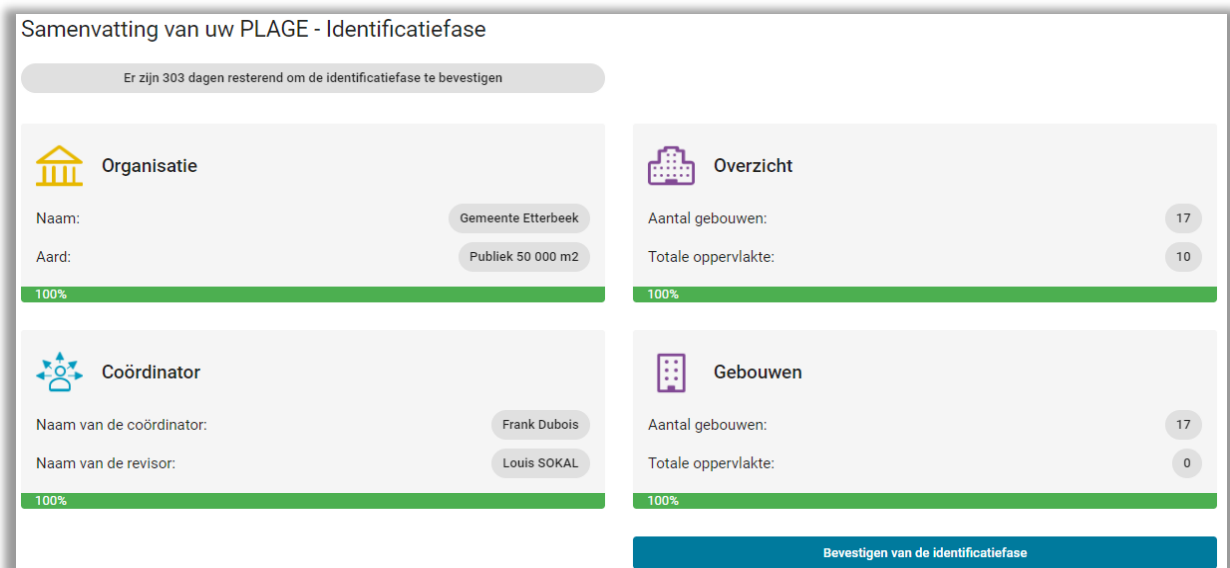 Samenvatting van uw PLAGE - Identificatiefase
Er zijn 303 dagen resterend om de identificatiefase te bevestigen
Organisatie
Naam: Gemeente Etterbeek
Aard: Publiek 50 000 m2
100%
Overzicht
Aantal gebouwen: 17
Totale oppervlakte: 10
100%
Coördinator
Naam van de coördinator: Frank Dubois
Naam van de revisor: Louis SOKAL
100%
Gebouwen
Aantal gebouwen: 17
Totale oppervlakte: 0
100%
Bevestigen van de identificatiefase